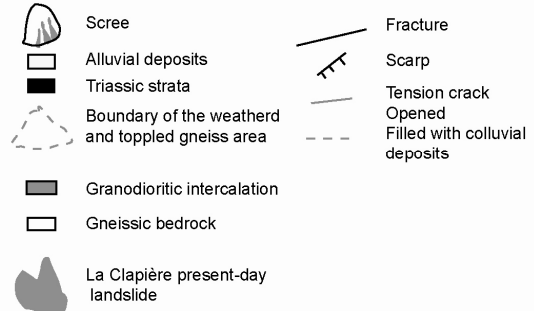 Scree
Alluvial deposits
Triassic strata
Boundary of the weatherd
and toppled gneiss area
Granodioritic intercalation
Gneissic bedrock
La Clapière present-day
landslide
Fracture
Scarp
Tension crack
Opened
Filled with colluvial
deposits